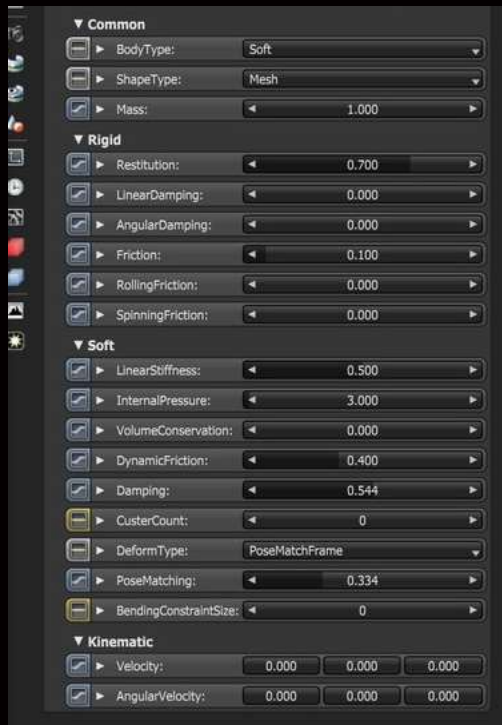 Common
BodyType: Soft
ShapeType: Mesh
Mass: 1.000
Rigid
Restitution: 0.700
LinearDamping: 0.000
AngularDamping: 0.000
Friction: 0.100
RollingFriction: 0.000
SpinningFriction: 0.000
Soft
LinearStiffness: 0.500
InternalPressure: 3.000
VolumeConservation: 0.000
DynamicFriction: 0.400
Damping: 0.544
CusterCount: 0
DeformType: PoseMatchFrame
PoseMatching: 0.334
BendingConstraintSize: 0
Kinematic
Velocity: 0.000 0.000 0.000
AngularVelocity: 0.000 0.000 0.000